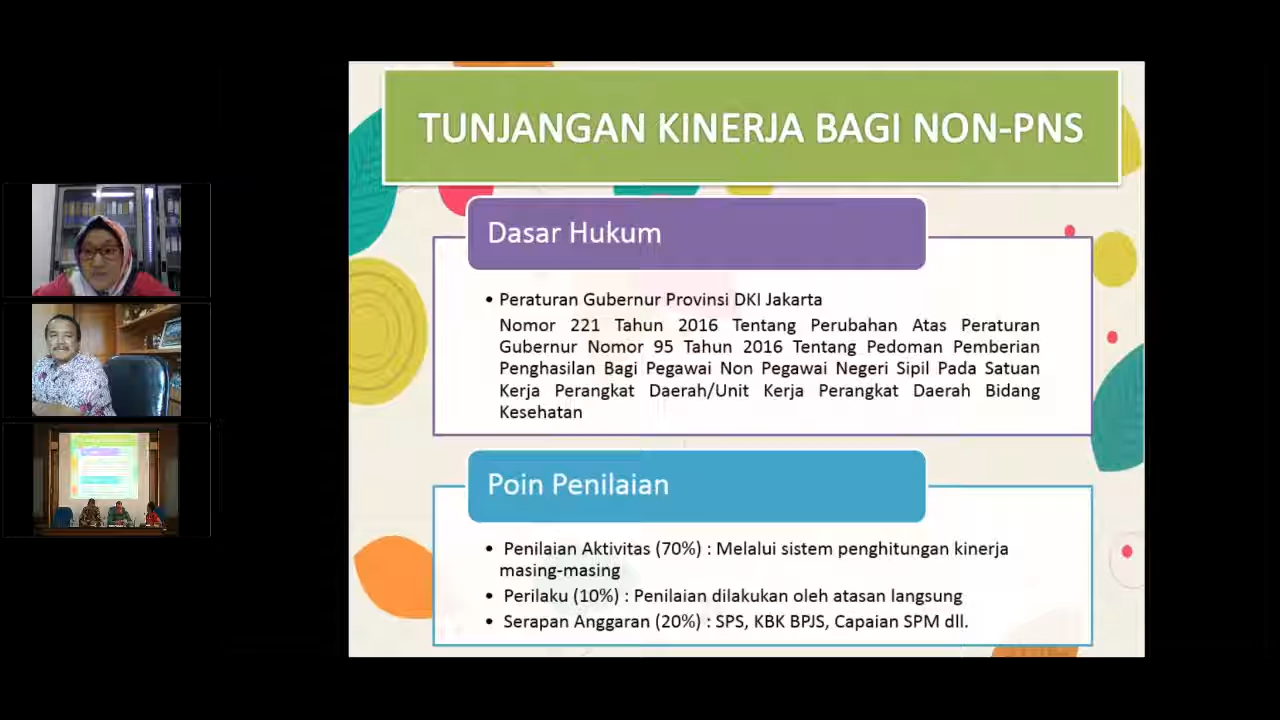 TUNJANGAN KINERJA BAGI NON-PNS
Dasar Hukum
• Peraturan Gubernur Provinsi DKI Jakarta
Nomor 221 Tahun 2016 Tentang Perubahan Atas Peraturan
Gubernur Nomor 95 Tahun 2016 Tentang Pedoman Pemberian
Penghasilan Bagi Pegawai Non Pegawai Negeri Sipil Pada Satuan
Kerja Perangkat Daerah/Unit Kerja Perangkat Daerah Bidang
Kesehatan
Poin Penilaian
• Penilaian Aktivitas (70%) : Melalui sistem penghitungan kinerja
masing-masing
• Perilaku (10%) : Penilaian dilakukan oleh atasan langsung
• Serapan Anggaran (20%) : SPS, KBK BPJS, Capaian SPM dll.